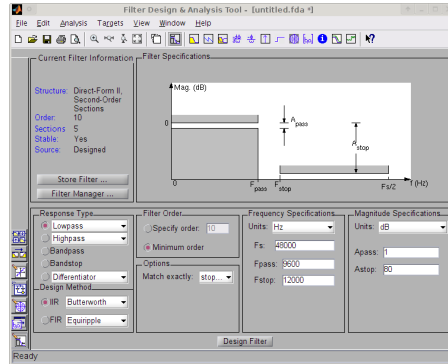 Filter Design & Analysis Tool - [untitled.fda *]
File Edit Analysis Targets View Window Help
Current Filter Information
Structure: Direct-Form II,
Second-Order
Sections
Order: 10
Sections 5
Stable: Yes
Source: Designed
Store Filter ...
Filter Manager ...
Filter Specifications
Mag. (dB)
0
A pass
A stop
0
F pass
F stop
Fs/2
f (Hz)
Response Type
Lowpass
Highpass
Bandpass
Bandstop
Differentiator
Design Method
IIR Butterworth
FIR Equiripple
Filter Order
Specify order: 10
Minimum order
Options
Match exactly: stop...
Frequency Specifications
Units: Hz
Fs: 48000
Fpass: 9600
Fstop: 12000
Magnitude Specifications
Units: dB
Apass: 1
Astop: 80
Design Filter
Ready